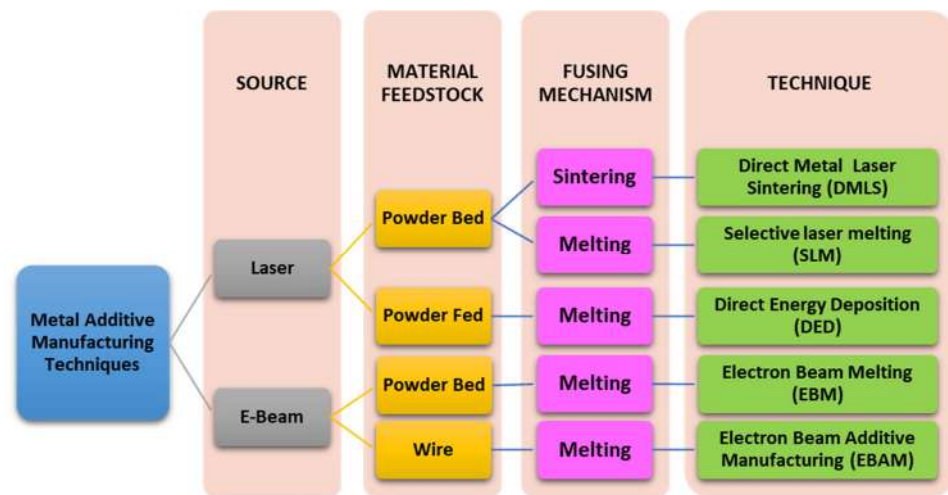 SOURCE
MATERIAL
FEEDSTOCK
FUSING
MECHANISM
TECHNIQUE
Metal Additive
Manufacturing
Techniques
Laser
E-Beam
Powder Bed
Powder Fed
Powder Bed
Wire
Sintering
Melting
Melting
Melting
Melting
Direct Metal Laser
Sintering (DMLS)
Selective laser melting
(SLM)
Direct Energy Deposition
(DED)
Electron Beam Melting
(EBM)
Electron Beam Additive
Manufacturing (EBAM)